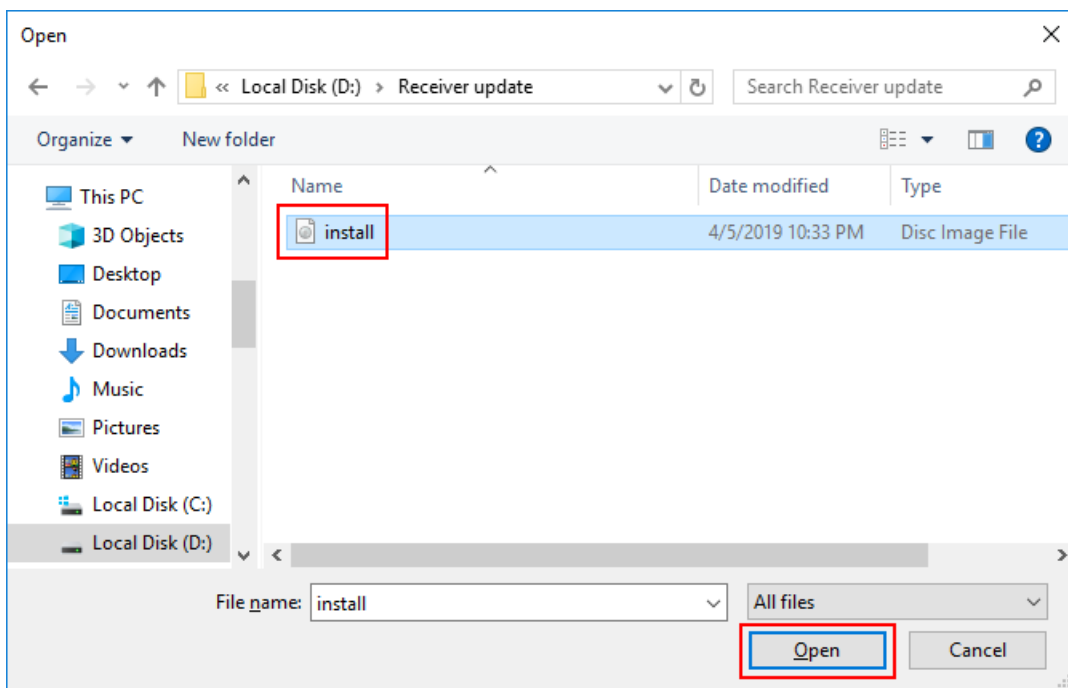 Open
« Local Disk (D:) > Receiver update
Search Receiver update
Organize
New folder
Name
Date modified
Type
install
4/5/2019 10:33 PM
Disc Image File
This PC
3D Objects
Desktop
Documents
Downloads
Music
Pictures
Videos
Local Disk (C:)
Local Disk (D:)
File name:
install
All files
Open
Cancel